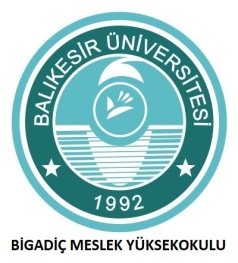 BALIKESİR ÜNİVERSİTESİ
1992
BİGADİÇ MESLEK YÜKSEKOKULU